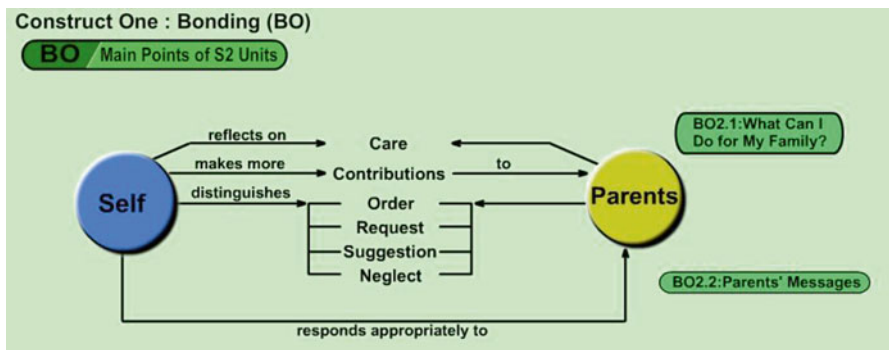 Construct One : Bonding (BO)
BO Main Points of S2 Units
reflects on
Care
BO2.1:What Can I
Do for My Family?
makes more
Contributions
to
Self
distinguishes
Order
Parents
Request
Suggestion
Neglect
BO2.2:Parents' Messages
responds appropriately to